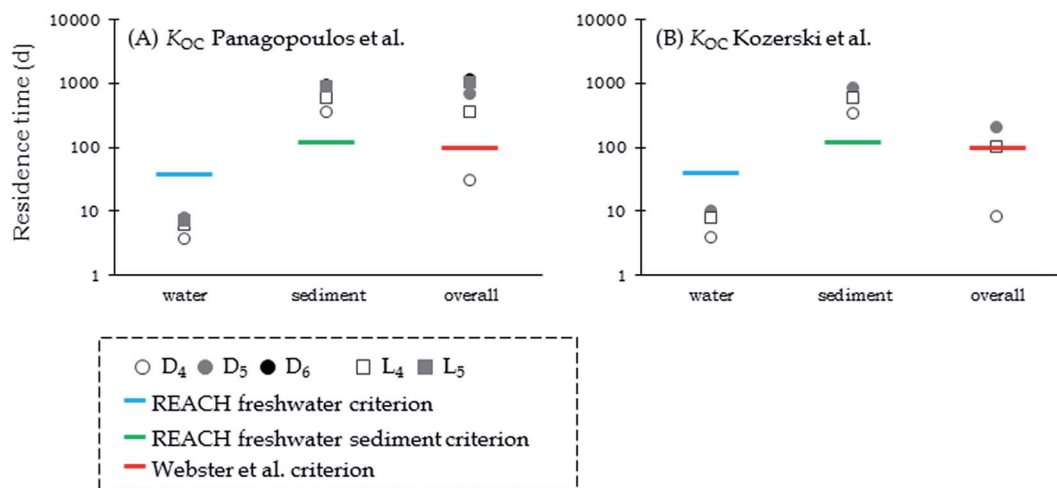 (A) K_OC Panagopoulos et al.
Residence time (d)
10000
1000
100
10
1
water sediment overall
(B) K_OC Kozerski et al.
10000
1000
100
10
1
water sediment overall
D₄ D₅ D₆ L₄ L₅
REACH freshwater criterion
REACH freshwater sediment criterion
Webster et al. criterion